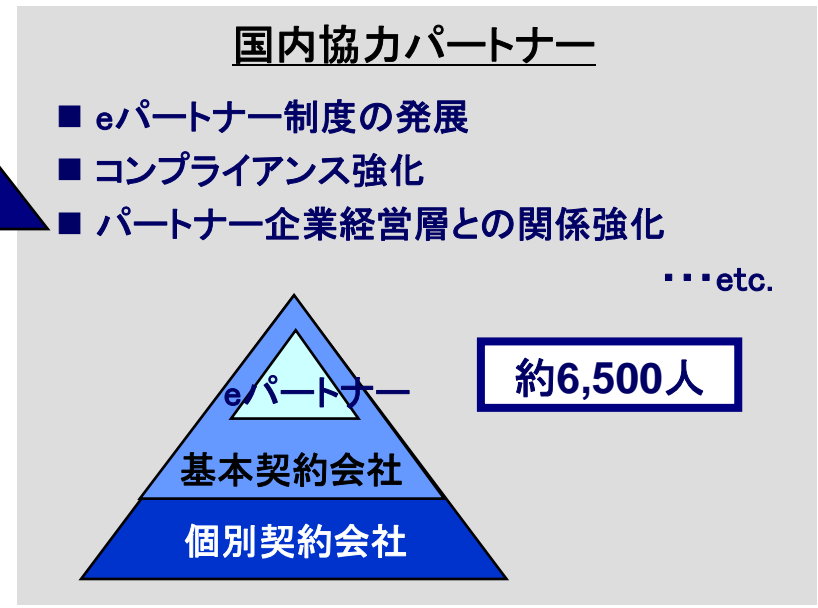 国内協力パートナー
■ eパートナー制度の発展
■ コンプライアンス強化
■ パートナー企業経営層との関係強化
・・・etc.
eパートナー
約6,500人
基本契約会社
個別契約会社